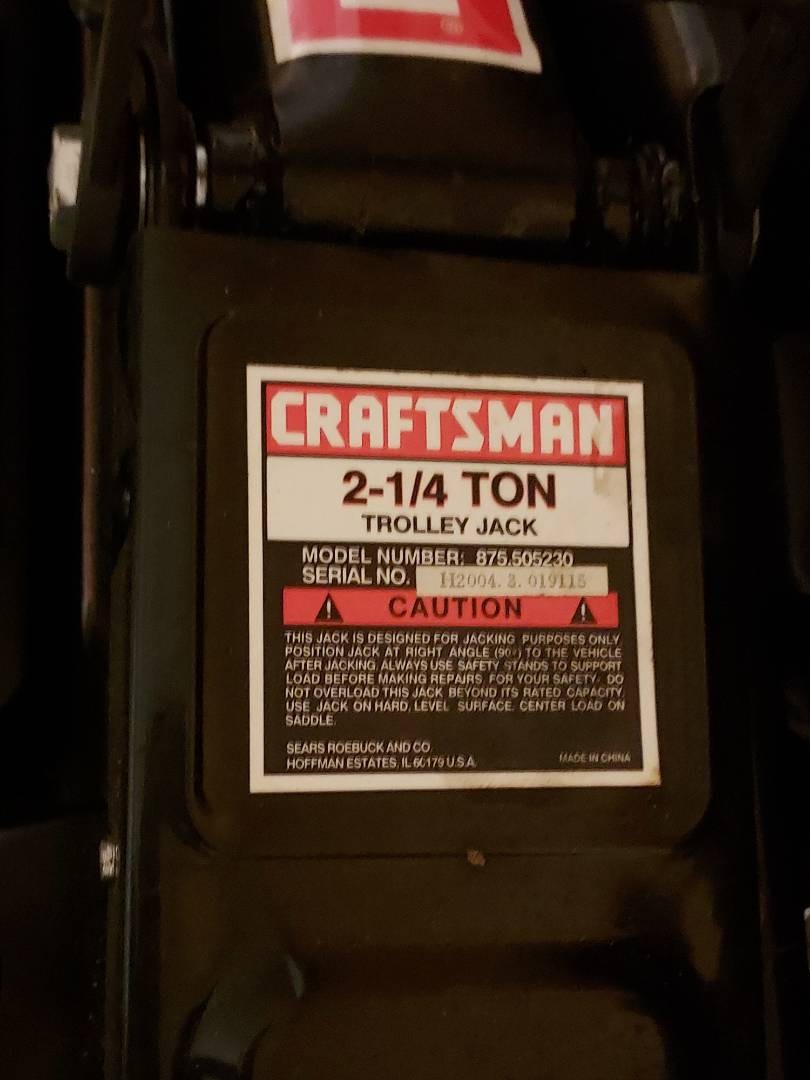 CRAFTSMAN
2-1/4 TON
TROLLEY JACK
MODEL NUMBER: 875.505230
SERIAL NO. H2004. 3. 019115
CAUTION
THIS JACK IS DESIGNED FOR JACKING PURPOSES ONLY.
POSITION JACK AT RIGHT ANGLE (90°) TO THE VEHICLE
AFTER JACKING, ALWAYS USE SAFETY STANDS TO SUPPORT
LOAD BEFORE MAKING REPAIRS. FOR YOUR SAFETY. DO
NOT OVERLOAD THIS JACK BEYOND ITS RATED CAPACITY.
USE JACK ON HARD, LEVEL SURFACE. CENTER LOAD ON
SADDLE.
SEARS ROEBUCK AND CO.
HOFFMAN ESTATES, IL 60179 U.S.A.
MADE IN CHINA